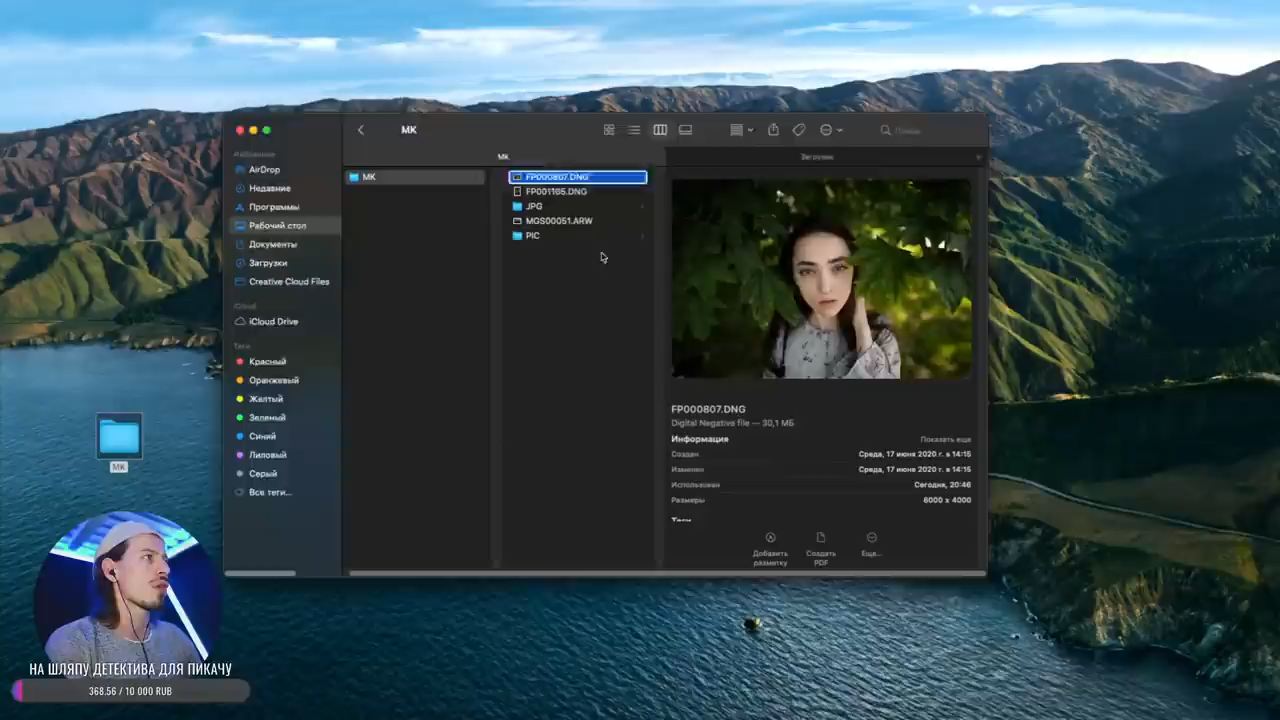 МК
Поиск
Избранное
AirDrop
Недавние
Программы
Рабочий стол
Документы
Загрузки
Creative Cloud Files
iCloud
iCloud Drive
Теги
Красный
Оранжевый
Желтый
Зеленый
Синий
Лиловый
Серый
Все теги...
МК
Загрузки
МК
FP000807.DNG
FP001165.DNG
JPG
MGS00051.ARW
PIC
FP000807.DNG
Digital Negative file — 30,1 МБ
Информация
Показать еще
Создан
Среда, 17 июня 2020 г. в 14:15
Изменен
Среда, 17 июня 2020 г. в 14:15
Использован
Сегодня, 20:46
Размеры
6000 x 4000
Теги
Добавить разметку
Создать PDF
Еще...
МК
НА ШЛЯПУ ДЕТЕКТИВА ДЛЯ ПИКАЧУ
368.56 / 10 000 RUB